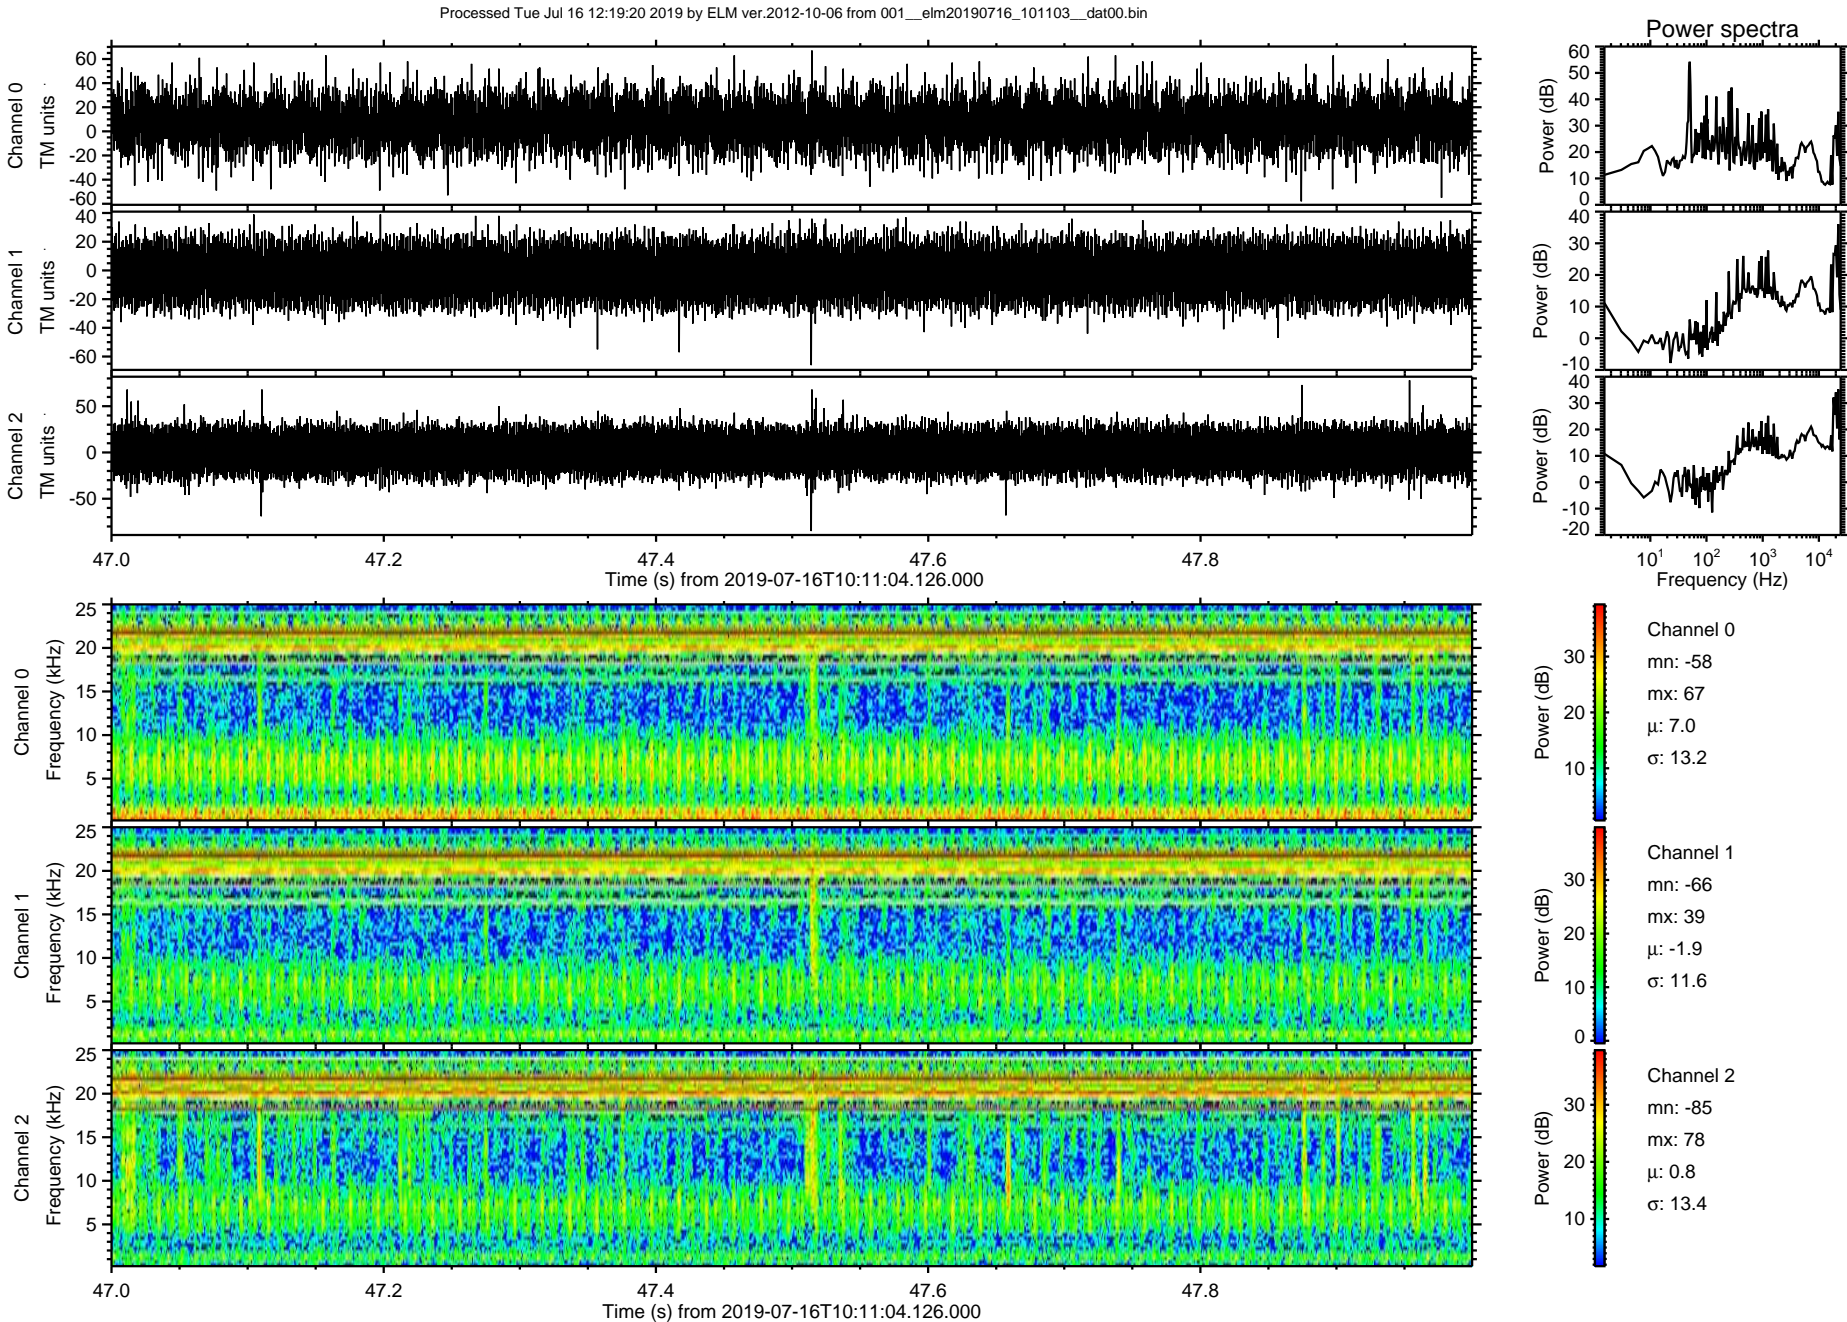 Processed Tue Jul 16 12:19:20 2019 by ELM ver.2012-10-06 from 001__elm20190716_101103__dat00.bin
Power spectra
Channel 0
TM units
60
40
20
0
-20
-40
-60
Power (dB)
60
50
40
30
20
10
0
Channel 1
TM units
40
20
0
-20
-40
-60
Power (dB)
40
30
20
10
0
-10
Channel 2
TM units
50
0
-50
Power (dB)
40
30
20
10
0
-10
-20
47.0 47.2 47.4 47.6 47.8
Time (s) from 2019-07-16T10:11:04.126.000
10^1 10^2 10^3 10^4
Frequency (Hz)
Channel 0
Frequency (kHz)
25
20
15
10
5
Power (dB)
30
20
10
Channel 0
mn: -58
mx: 67
μ: 7.0
σ: 13.2
Channel 1
Frequency (kHz)
25
20
15
10
5
Power (dB)
30
20
10
0
Channel 1
mn: -66
mx: 39
μ: -1.9
σ: 11.6
Channel 2
Frequency (kHz)
25
20
15
10
5
Power (dB)
30
20
10
Channel 2
mn: -85
mx: 78
μ: 0.8
σ: 13.4
47.0 47.2 47.4 47.6 47.8
Time (s) from 2019-07-16T10:11:04.126.000